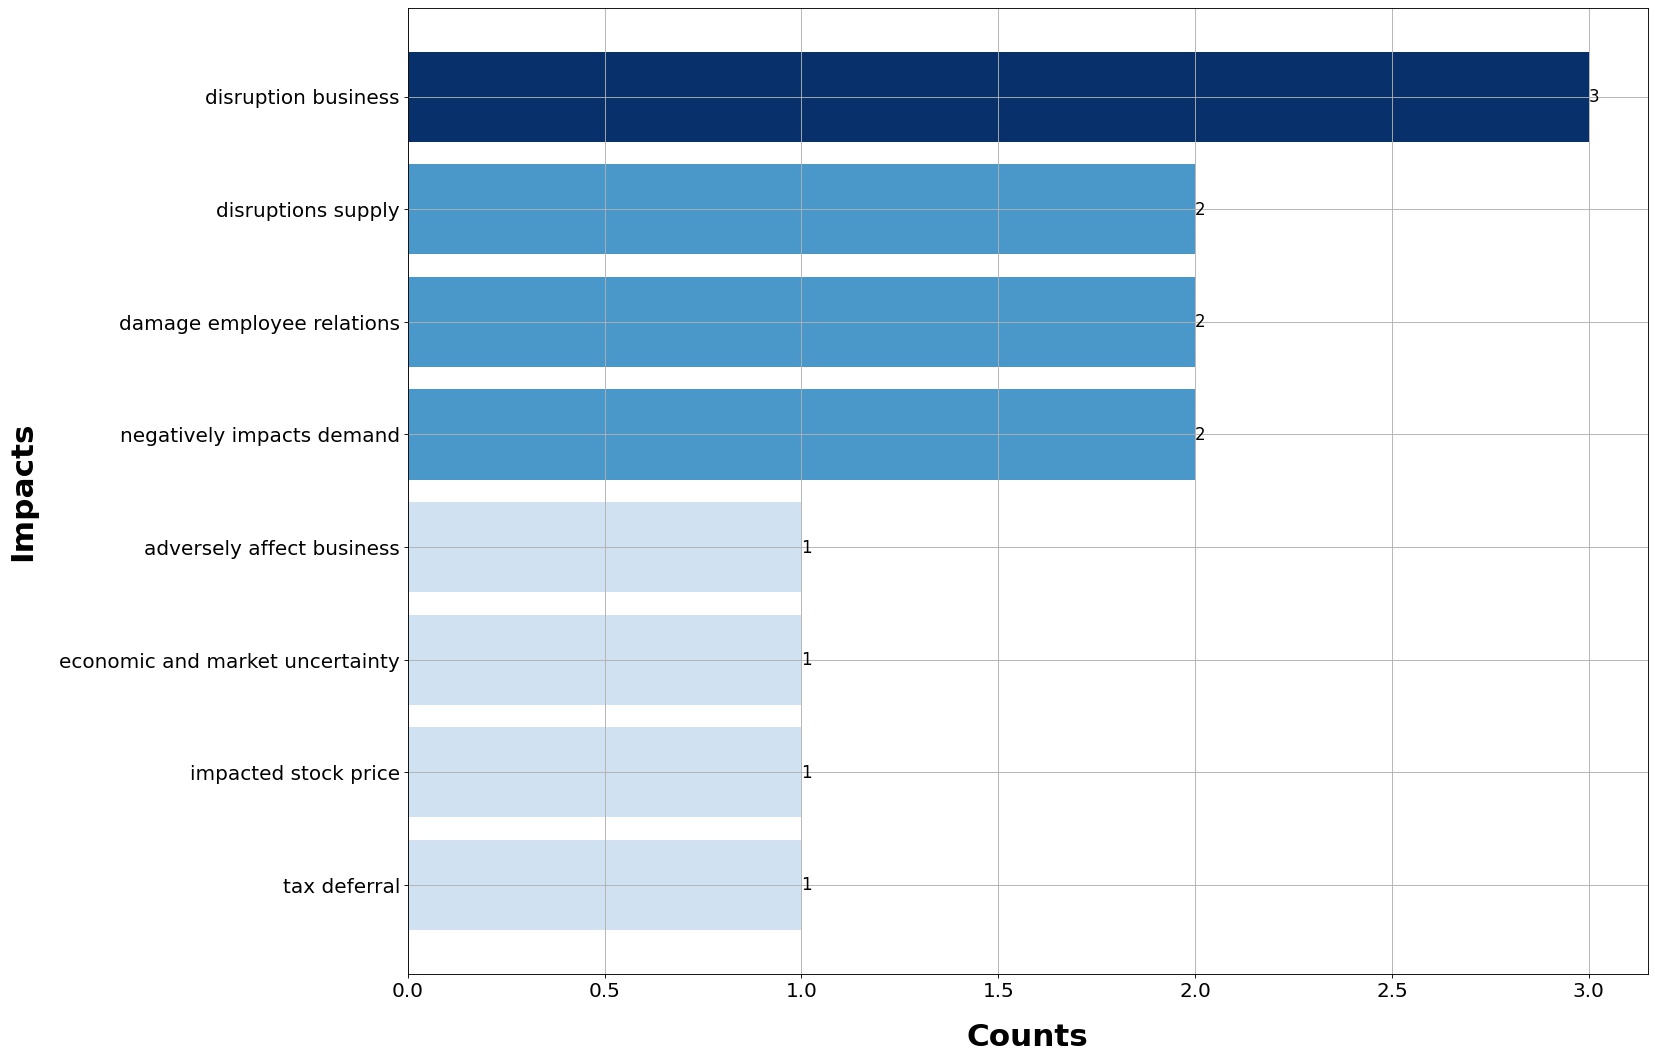 disruption business
3
disruptions supply
2
damage employee relations
2
negatively impacts demand
2
adversely affect business
1
economic and market uncertainty
1
impacted stock price
1
tax deferral
1
Impacts
0.0 0.5 1.0 1.5 2.0 2.5 3.0
Counts